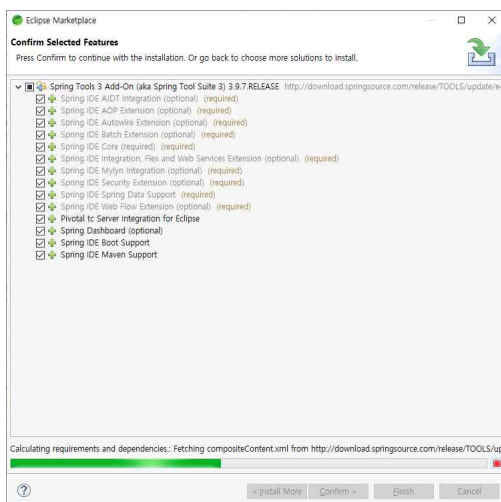 Eclipse Marketplace
Confirm Selected Features
Press Confirm to continue with the installation. Or go back to choose more solutions to install.
Spring Tools 3 Add-On (aka Spring Tool Suite 3) 3.9.7.RELEASE http://download.springsource.com/release/TOOLS/update/e4
Spring IDE AJDT Integration (optional) (required)
Spring IDE AOP Extension (optional) (required)
Spring IDE Autowire Extension (optional) (required)
Spring IDE Batch Extension (optional) (required)
Spring IDE Core (required) (required)
Spring IDE Integration, Flex and Web Services Extension (optional) (required)
Spring IDE Mylyn Integration (optional) (required)
Spring IDE Security Extension (optional) (required)
Spring IDE Spring Data Support (required)
Spring IDE Web Flow Extension (optional) (required)
Pivotal tc Server Integration for Eclipse
Spring Dashboard (optional)
Spring IDE Boot Support
Spring IDE Maven Support
Calculating requirements and dependencies.: Fetching compositeContent.xml from http://download.springsource.com/release/TOOLS/up
< Install More Confirm > Finish Cancel